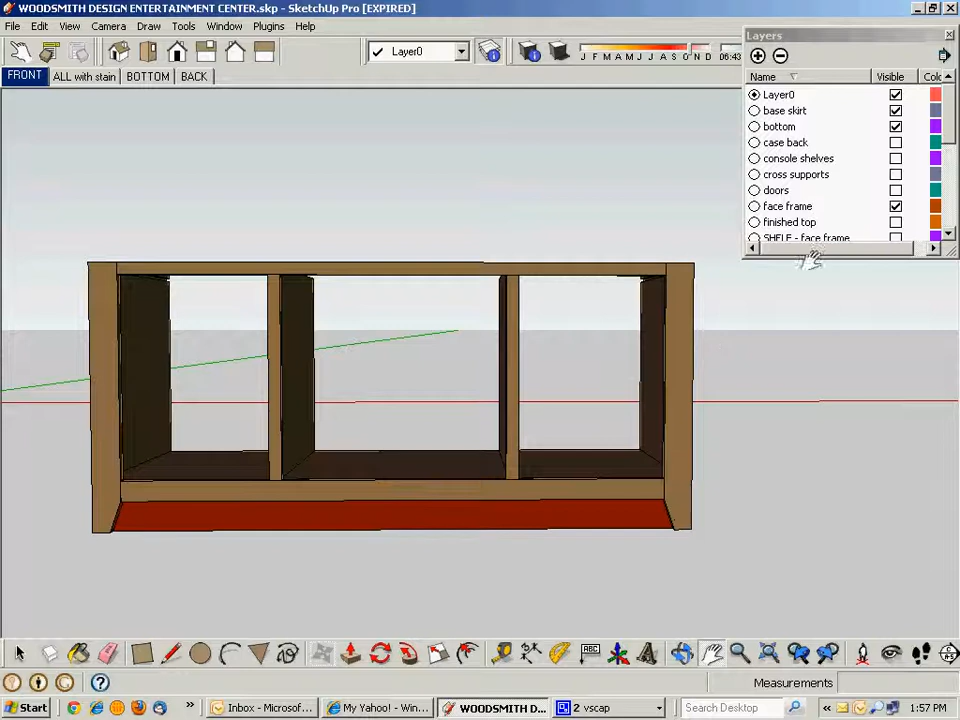 WOODSMITH DESIGN ENTERTAINMENT CENTER.skp - SketchUp Pro [EXPIRED]
File Edit View Camera Draw Tools Window Plugins Help
Layer0
J F M A M J J A S O N D 06:43
FRONT ALL with stain BOTTOM BACK
Layers
Name Visible Colo
Layer0
base skirt
bottom
case back
console shelves
cross supports
doors
face frame
finished top
SHELF - face frame
ABC
Measurements
Start Inbox - Microsof... My Yahoo! - Win... WOODSMITH D... 2 vscap Search Desktop 1:57 PM